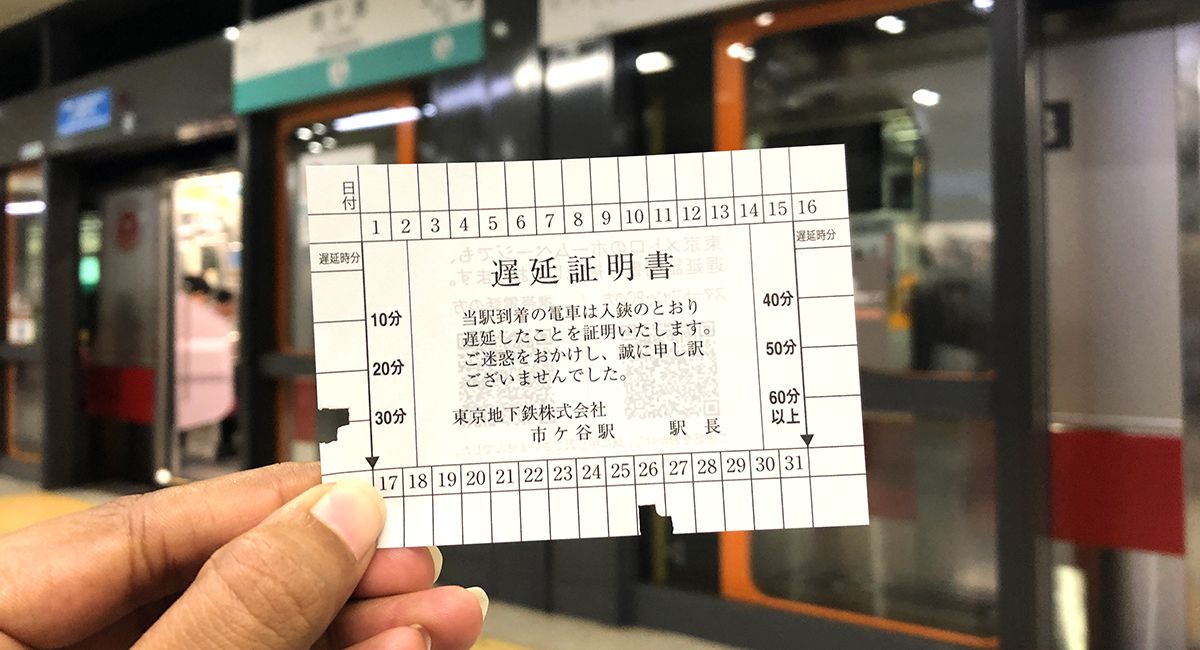 日付
1 2 3 4 5 6 7 8 9 10 11 12 13 14 15 16
遅延時分
遅延時分
10分
20分
30分
遅延証明書
当駅到着の電車は入鋏のとおり
遅延したことを証明いたします。
ご迷惑をおかけし、誠に申し訳
ございませんでした。
東京地下鉄株式会社
市ケ谷駅 駅長
40分
50分
60分
以上
17 18 19 20 21 22 23 24 25 26 27 28 29 30 31